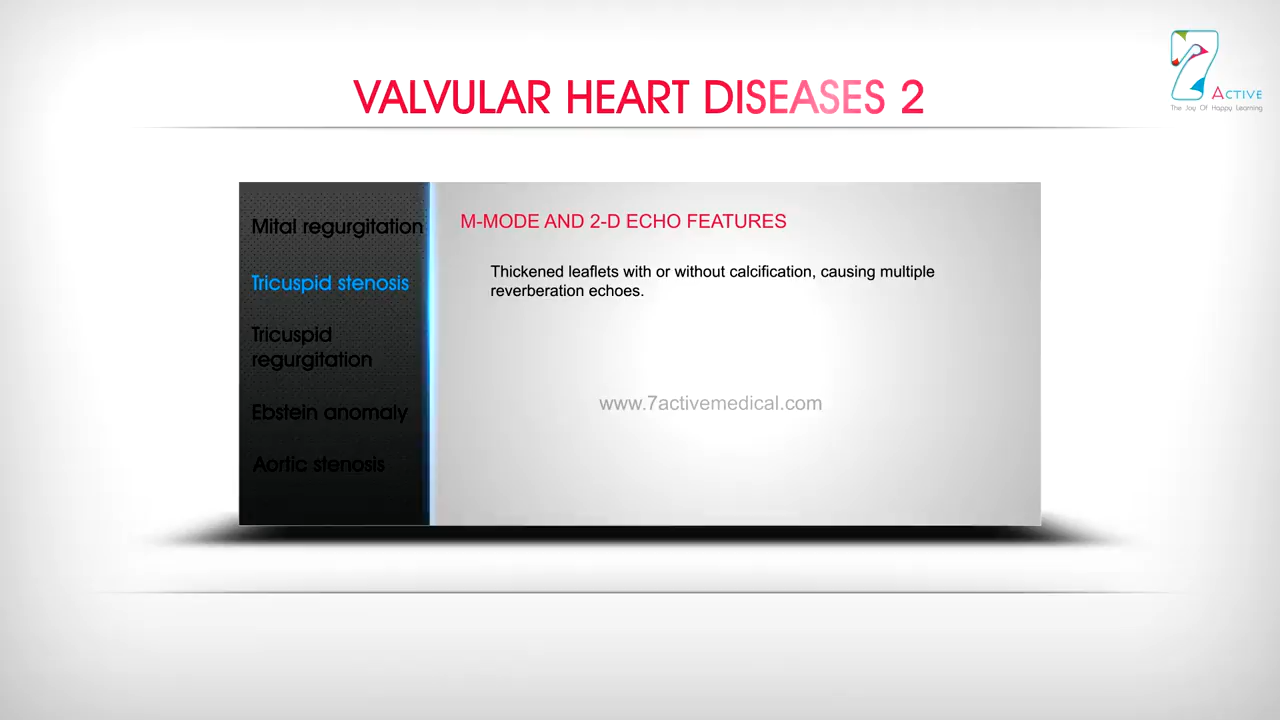 VALVULAR HEART DISEASES 2
7 ACTIVE
The Joy Of Happy Learning
Mital regurgitation
Tricuspid stenosis
Tricuspid
regurgitation
Ebstein anomaly
Aortic stenosis
M-MODE AND 2-D ECHO FEATURES
Thickened leaflets with or without calcification, causing multiple
reverberation echoes.
www.7activemedical.com